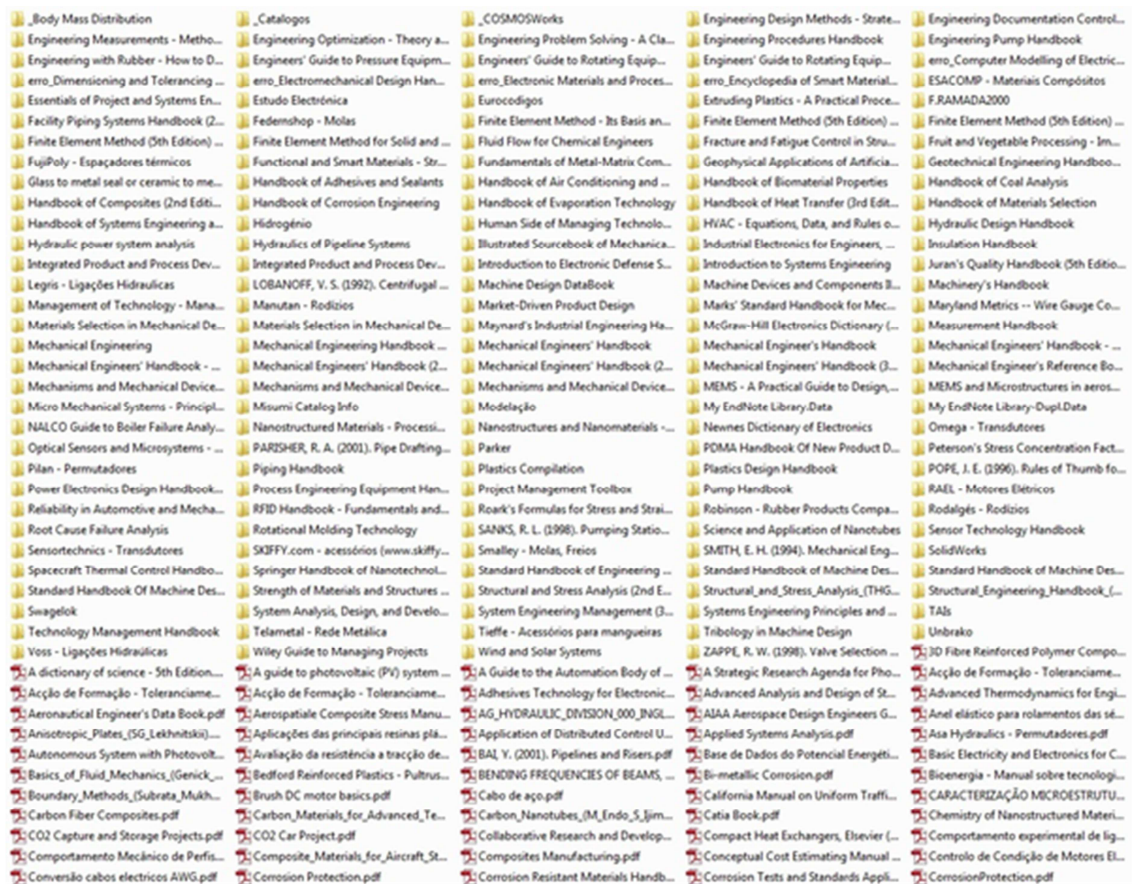 _Body Mass Distribution
_Catalogos
_COSMOSWorks
Engineering Design Methods - Strate...
Engineering Documentation Control...
Engineering Measurements - Metho...
Engineering Optimization - Theory a...
Engineering Problem Solving - A Cla...
Engineering Procedures Handbook
Engineering Pump Handbook
Engineering with Rubber - How to D...
Engineers' Guide to Pressure Equipm...
Engineers' Guide to Rotating Equip...
Engineers' Guide to Rotating Equip...
erro_Computer Modelling of Electric...
erro_Dimensioning and Tolerancing ...
erro_Electromechanical Design Han...
erro_Electronic Materials and Proces...
erro_Encyclopedia of Smart Material...
ESACOMP - Materiais Compósitos
Essentials of Project and Systems En...
Estudo Electrónica
Eurocodigos
Extruding Plastics - A Practical Proce...
F.RAMADA2000
Facility Piping Systems Handbook (2...
Federnshop - Molas
Finite Element Method - Its Basis an...
Finite Element Method (5th Edition) ...
Finite Element Method (5th Edition) ...
Finite Element Method (5th Edition) ...
Finite Element Method for Solid and ...
Fluid Flow for Chemical Engineers
Fracture and Fatigue Control in Stru...
Fruit and Vegetable Processing - Im...
FujiPoly - Espaçadores térmicos
Functional and Smart Materials - Str...
Fundamentals of Metal-Matrix Com...
Geophysical Applications of Artificia...
Geotechnical Engineering Handboo...
Glass to metal seal or ceramic to me...
Handbook of Adhesives and Sealants
Handbook of Air Conditioning and ...
Handbook of Biomaterial Properties
Handbook of Coal Analysis
Handbook of Composites (2nd Editi...
Handbook of Corrosion Engineering
Handbook of Evaporation Technology
Handbook of Heat Transfer (3rd Edit...
Handbook of Materials Selection
Handbook of Systems Engineering a...
Hidrogénio
Human Side of Managing Technolo...
HVAC - Equations, Data, and Rules o...
Hydraulic Design Handbook
Hydraulic power system analysis
Hydraulics of Pipeline Systems
Illustrated Sourcebook of Mechanica...
Industrial Electronics for Engineers, ...
Insulation Handbook
Integrated Product and Process Dev...
Integrated Product and Process Dev...
Introduction to Electronic Defense S...
Introduction to Systems Engineering
Juran's Quality Handbook (5th Editio...
Legris - Ligações Hidraulicas
LOBANOFF, V. S. (1992). Centrifugal ...
Machine Design DataBook
Machine Devices and Components Il...
Machinery's Handbook
Management of Technology - Mana...
Manutan - Rodízios
Market-Driven Product Design
Marks' Standard Handbook for Mec...
Maryland Metrics -- Wire Gauge Co...
Materials Selection in Mechanical De...
Materials Selection in Mechanical De...
Maynard's Industrial Engineering Ha...
McGraw-Hill Electronics Dictionary (...
Measurement Handbook
Mechanical Engineering
Mechanical Engineering Handbook ...
Mechanical Engineers' Handbook
Mechanical Engineer's Handbook
Mechanical Engineers' Handbook - ...
Mechanical Engineers' Handbook - ...
Mechanical Engineers' Handbook (2...
Mechanical Engineers' Handbook (2...
Mechanical Engineers' Handbook (3...
Mechanical Engineer's Reference Bo...
Mechanisms and Mechanical Device...
Mechanisms and Mechanical Device...
Mechanisms and Mechanical Device...
MEMS - A Practical Guide to Design,...
MEMS and Microstructures in aeros...
Micro Mechanical Systems - Principl...
Misumi Catalog Info
Modelação
My EndNote Library.Data
My EndNote Library-Dupl.Data
NALCO Guide to Boiler Failure Analy...
Nanostructured Materials - Processi...
Nanostructures and Nanomaterials -...
Newnes Dictionary of Electronics
Omega - Transdutores
Optical Sensors and Microsystems - ...
PARISHER, R. A. (2001). Pipe Drafting...
Parker
PDMA Handbook Of New Product D...
Peterson's Stress Concentration Fact...
Pilan - Permutadores
Piping Handbook
Plastics Compilation
Plastics Design Handbook
POPE, J. E. (1996). Rules of Thumb fo...
Power Electronics Design Handbook...
Process Engineering Equipment Han...
Project Management Toolbox
Pump Handbook
RAEL - Motores Elétricos
Reliability in Automotive and Mecha...
RFID Handbook - Fundamentals and...
Roark's Formulas for Stress and Strai...
Robinson - Rubber Products Compa...
Rodalgés - Rodízios
Root Cause Failure Analysis
Rotational Molding Technology
SANKS, R. L. (1998). Pumping Statio...
Science and Application of Nanotubes
Sensor Technology Handbook
Sensortechnics - Transdutores
SKIFFY.com - acessórios (www.skiffy...
Smalley - Molas, Freios
SMITH, E. H. (1994). Mechanical Eng...
SolidWorks
Spacecraft Thermal Control Handbo...
Springer Handbook of Nanotechnol...
Standard Handbook of Engineering ...
Standard Handbook of Machine Des...
Standard Handbook of Machine Des...
Standard Handbook Of Machine Des...
Strength of Materials and Structures ...
Structural and Stress Analysis (2nd E...
Structural_and_Stress_Analysis_(THG...
Structural_Engineering_Handbook_(...
Swagelok
System Analysis, Design, and Develo...
System Engineering Management (3...
Systems Engineering Principles and ...
TAIs
Technology Management Handbook
Telametal - Rede Metálica
Tieffe - Acessórios para mangueiras
Tribology in Machine Design
Unbrako
Voss - Ligações Hidraúlicas
Wiley Guide to Managing Projects
Wind and Solar Systems
ZAPPE, R. W. (1998). Valve Selection ...
3D Fibre Reinforced Polymer Compo...
A dictionary of science - 5th Edition....
A guide to photovoltaic (PV) system ...
A Guide to the Automation Body of ...
A Strategic Research Agenda for Pho...
Acção de Formação - Toleranciame...
Acção de Formação - Toleranciame...
Acção de Formação - Toleranciame...
Adhesives Technology for Electronic...
Advanced Analysis and Design of St...
Advanced Thermodynamics for Engi...
Aeronautical Engineer's Data Book.pdf
Aerospatiale Composite Stress Manu...
AG_HYDRAULIC_DIVISION_000_INGL...
AIAA Aerospace Design Engineers G...
Anel elástico para rolamentos das sé...
Anisotropic_Plates_(SG_Lekhnitskii)....
Aplicações das principais resinas plá...
Application of Distributed Control U...
Applied Systems Analysis.pdf
Asa Hydraulics - Permutadores.pdf
Autonomous System with Photovolt...
Avaliação da resistência a tracção de...
BAI, Y. (2001). Pipelines and Risers.pdf
Base de Dados do Potencial Energéti...
Basic Electricity and Electronics for C...
Basics_of_Fluid_Mechanics_(Genick_...
Bedford Reinforced Plastics - Pultrus...
BENDING FREQUENCIES OF BEAMS, ...
Bi-metallic Corrosion.pdf
Bioenergia - Manual sobre tecnologi...
Boundary_Methods_(Subrata_Mukh...
Brush DC motor basics.pdf
Cabo de aço.pdf
California Manual on Uniform Traffi...
CARACTERIZAÇÃO MICROESTRUTU...
Carbon Fiber Composites.pdf
Carbon_Materials_for_Advanced_Te...
Carbon_Nanotubes_(M_Endo_S_Iijim...
Catia Book.pdf
Chemistry of Nanostructured Materi...
CO2 Capture and Storage Projects.pdf
CO2 Car Project.pdf
Collaborative Research and Develop...
Compact Heat Exchangers, Elsevier (...
Comportamento experimental de lig...
Comportamento Mecânico de Perfis...
Composite_Materials_for_Aircraft_St...
Composites Manufacturing.pdf
Conceptual Cost Estimating Manual ...
Controlo de Condição de Motores El...
Conversão cabos electricos AWG.pdf
Corrosion Protection.pdf
Corrosion Resistant Materials Handb...
Corrosion Tests and Standards Appli...
CorrosionProtection.pdf